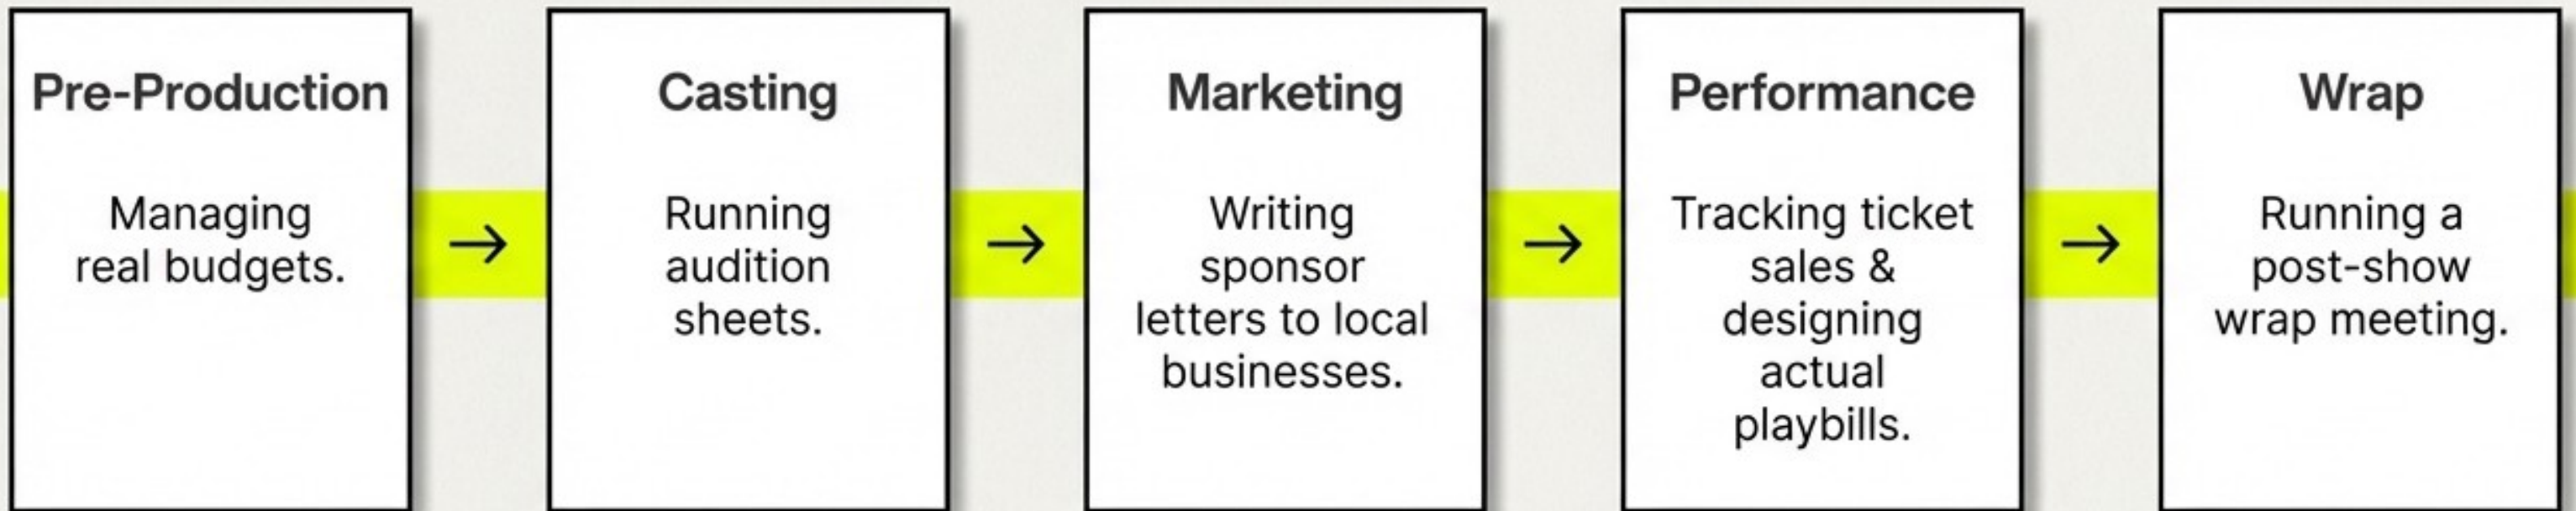 Pre-Production
Managing
real budgets.
→
Casting
Running
audition
sheets.
→
Marketing
Writing
sponsor
letters to local
businesses.
→
Performance
Tracking ticket
sales &
designing
actual
playbills.
→
Wrap
Running a
post-show
wrap meeting.